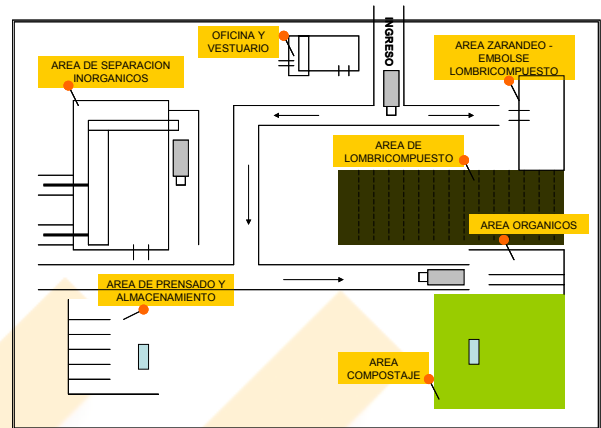 OFICINA Y
VESTUARIO
INGRESO
AREA ZARANDEO -
EMBOLSE
LOMBRICOMPUESTO
AREA DE SEPARACION
INORGANICOS
AREA DE
LOMBRICOMPUESTO
AREA ORGANICOS
AREA DE PRENSADO Y
ALMACENAMIENTO
AREA
COMPOSTAJE